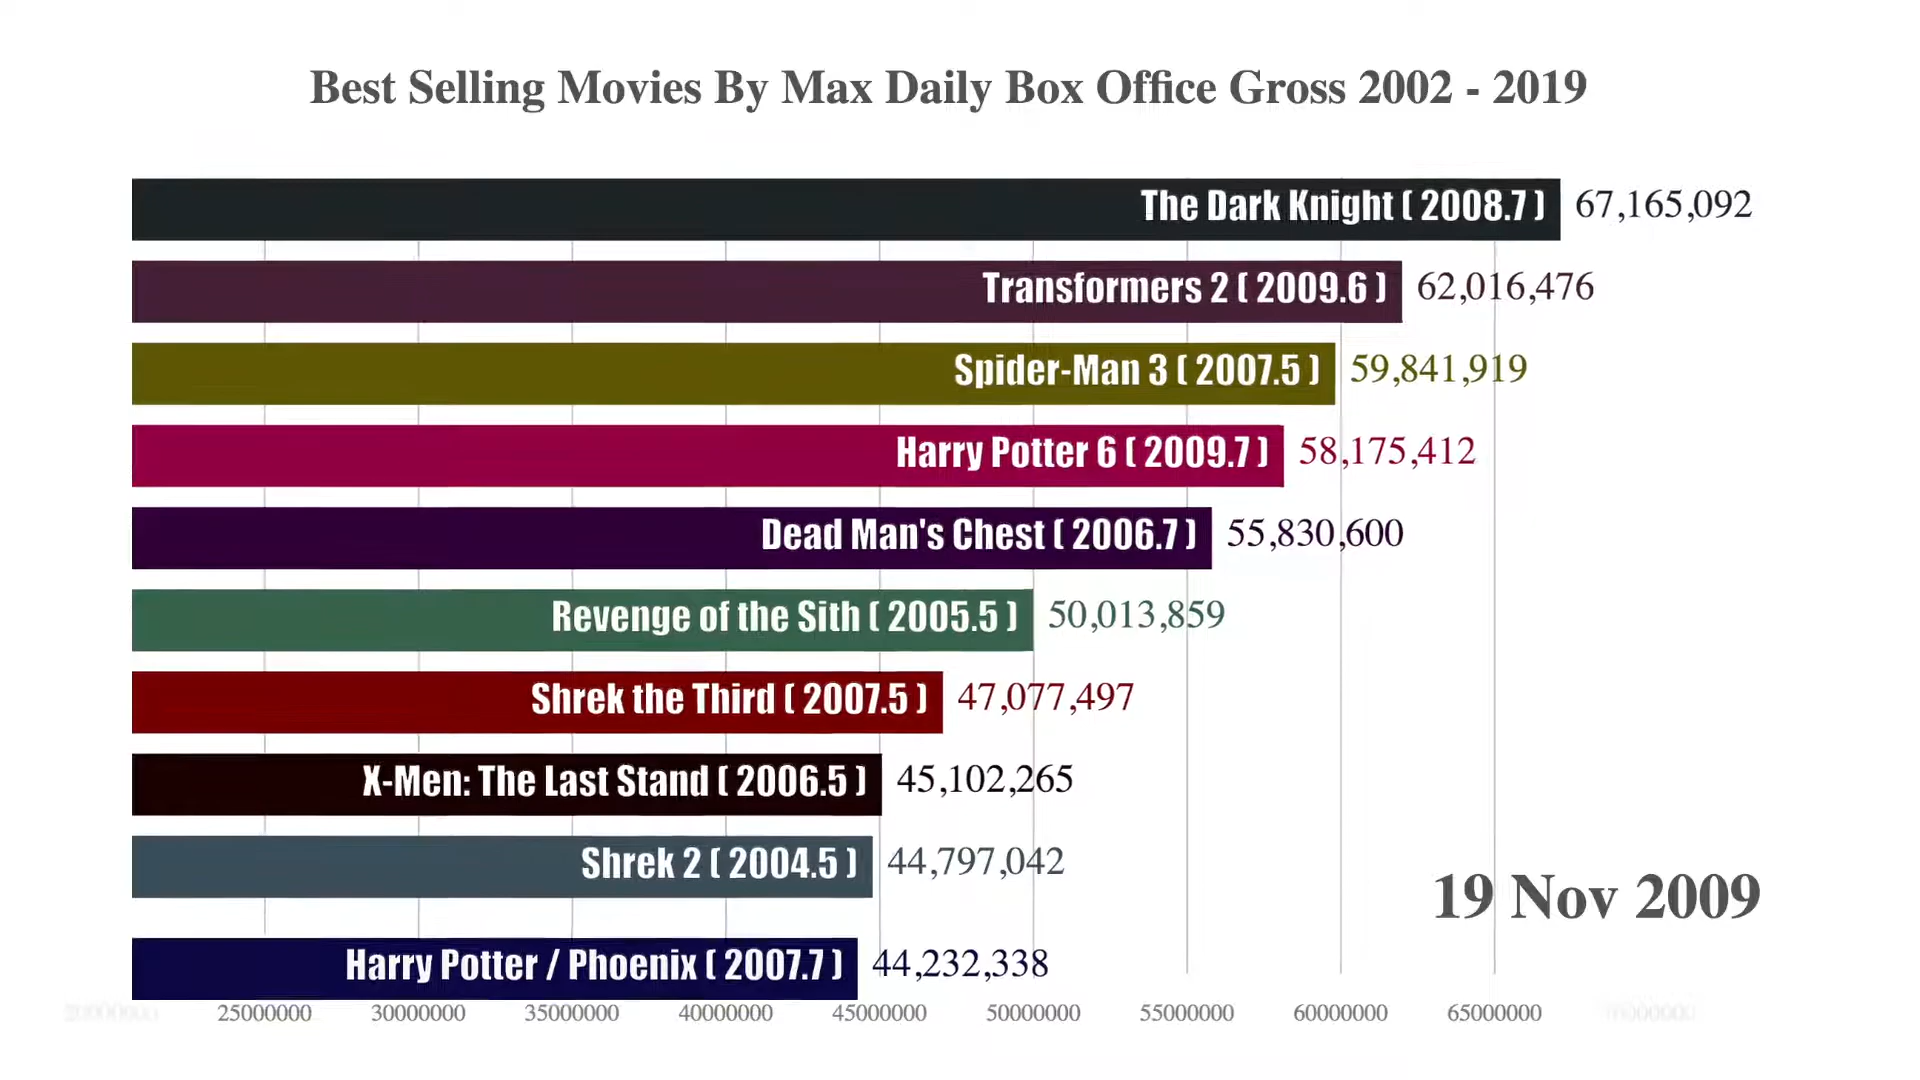 Best Selling Movies By Max Daily Box Office Gross 2002 - 2019
The Dark Knight ( 2008.7 ) 67,165,092
Transformers 2 ( 2009.6 ) 62,016,476
Spider-Man 3 ( 2007.5 ) 59,841,919
Harry Potter 6 ( 2009.7 ) 58,175,412
Dead Man's Chest ( 2006.7 ) 55,830,600
Revenge of the Sith ( 2005.5 ) 50,013,859
Shrek the Third ( 2007.5 ) 47,077,497
X-Men: The Last Stand ( 2006.5 ) 45,102,265
Shrek 2 ( 2004.5 ) 44,797,042
19 Nov 2009
Harry Potter / Phoenix ( 2007.7 ) 44,232,338
25000000 30000000 35000000 40000000 45000000 50000000 55000000 60000000 65000000